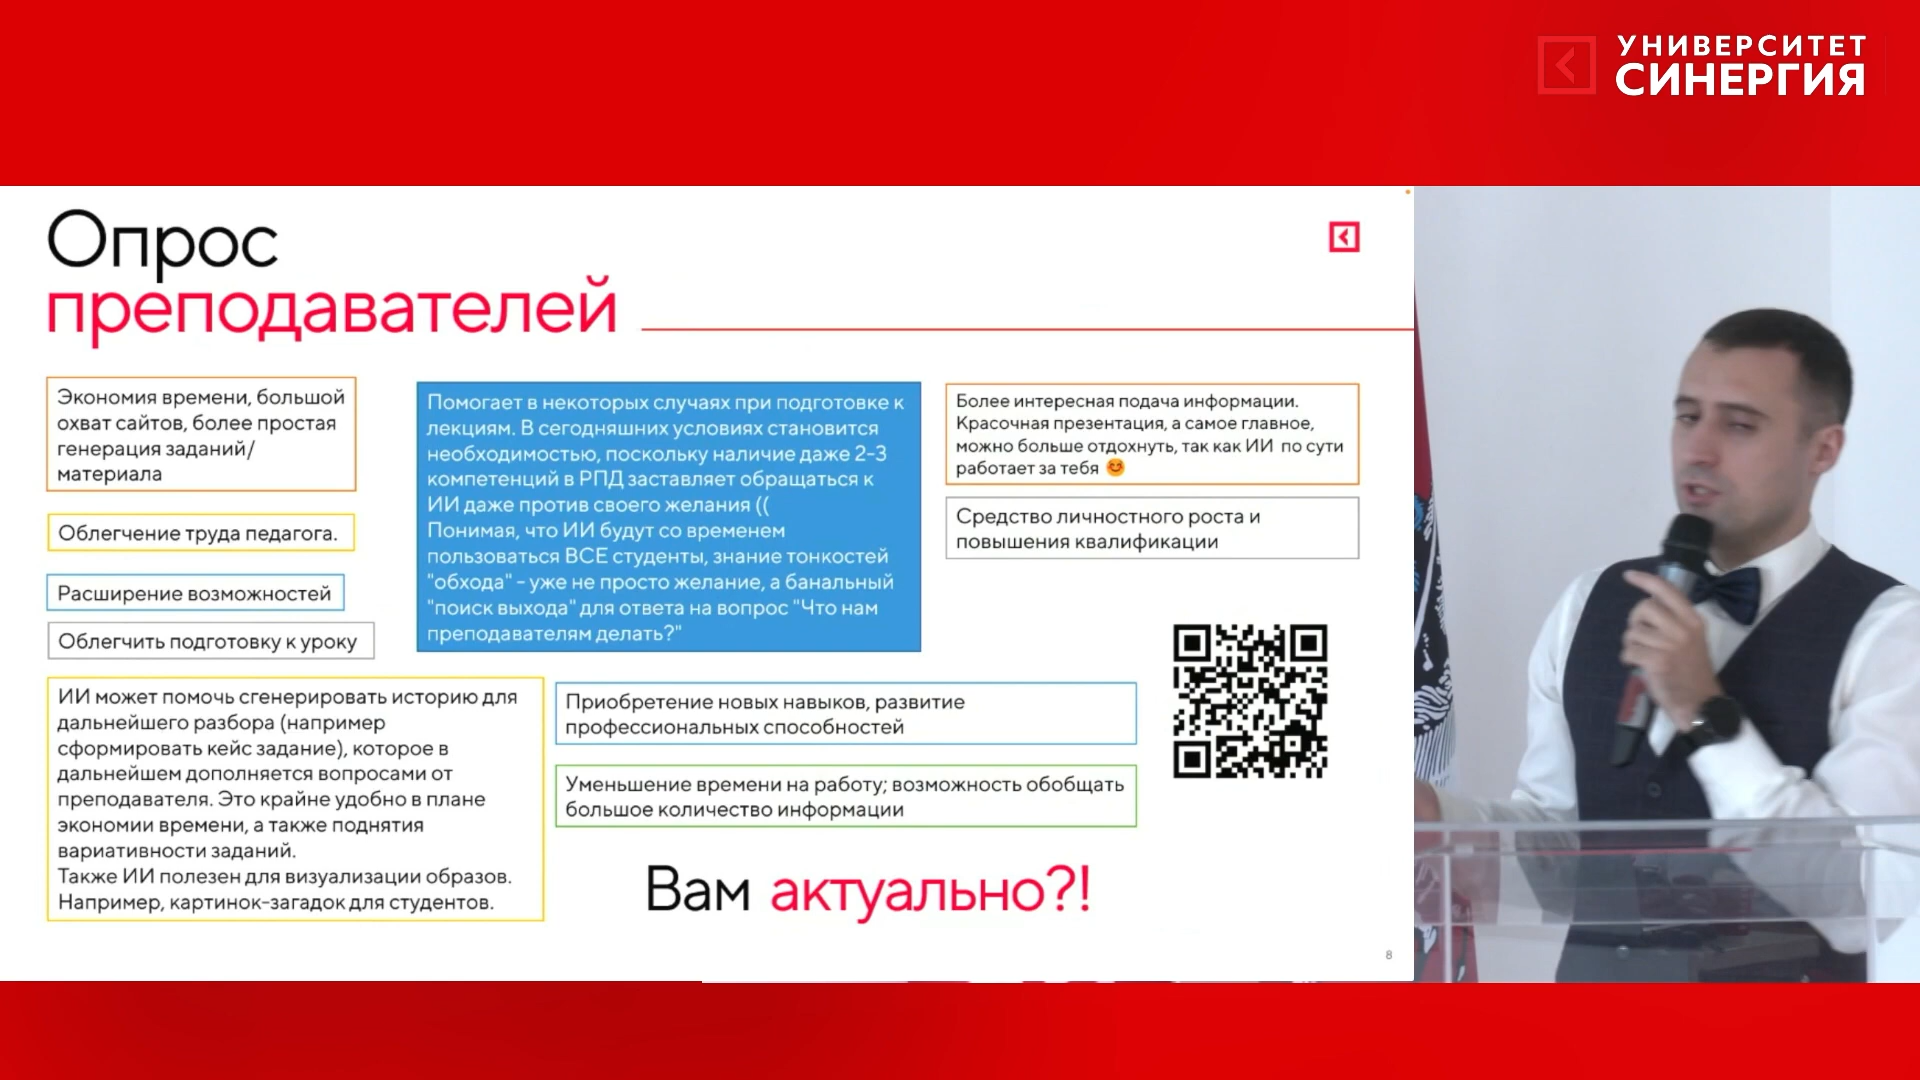 УНИВЕРСИТЕТ
СИНЕРГИЯ
Опрос
преподавателей
Экономия времени, большой
охват сайтов, более простая
генерация заданий/
материала
Облегчение труда педагога.
Расширение возможностей
Облегчить подготовку к уроку
Помогает в некоторых случаях при подготовке к
лекциям. В сегодняшних условиях становится
необходимостью, поскольку наличие даже 2-3
компетенций в РПД заставляет обращаться к
ИИ даже против своего желания ((
Понимая, что ИИ будут со временем
пользоваться ВСЕ студенты, знание тонкостей
"обхода" - уже не просто желание, а банальный
"поиск выхода" для ответа на вопрос "Что нам
преподавателям делать?"
Более интересная подача информации.
Красочная презентация, а самое главное,
можно больше отдохнуть, так как ИИ по сути
работает за тебя 😊
Средство личностного роста и
повышения квалификации
ИИ может помочь сгенерировать историю для
дальнейшего разбора (например
сформировать кейс задание), которое в
дальнейшем дополняется вопросами от
преподавателя. Это крайне удобно в плане
экономии времени, а также поднятия
вариативности заданий.
Также ИИ полезен для визуализации образов.
Например, картинок-загадок для студентов.
Приобретение новых навыков, развитие
профессиональных способностей
Уменьшение времени на работу; возможность обобщать
большое количество информации
Вам актуально?!
8